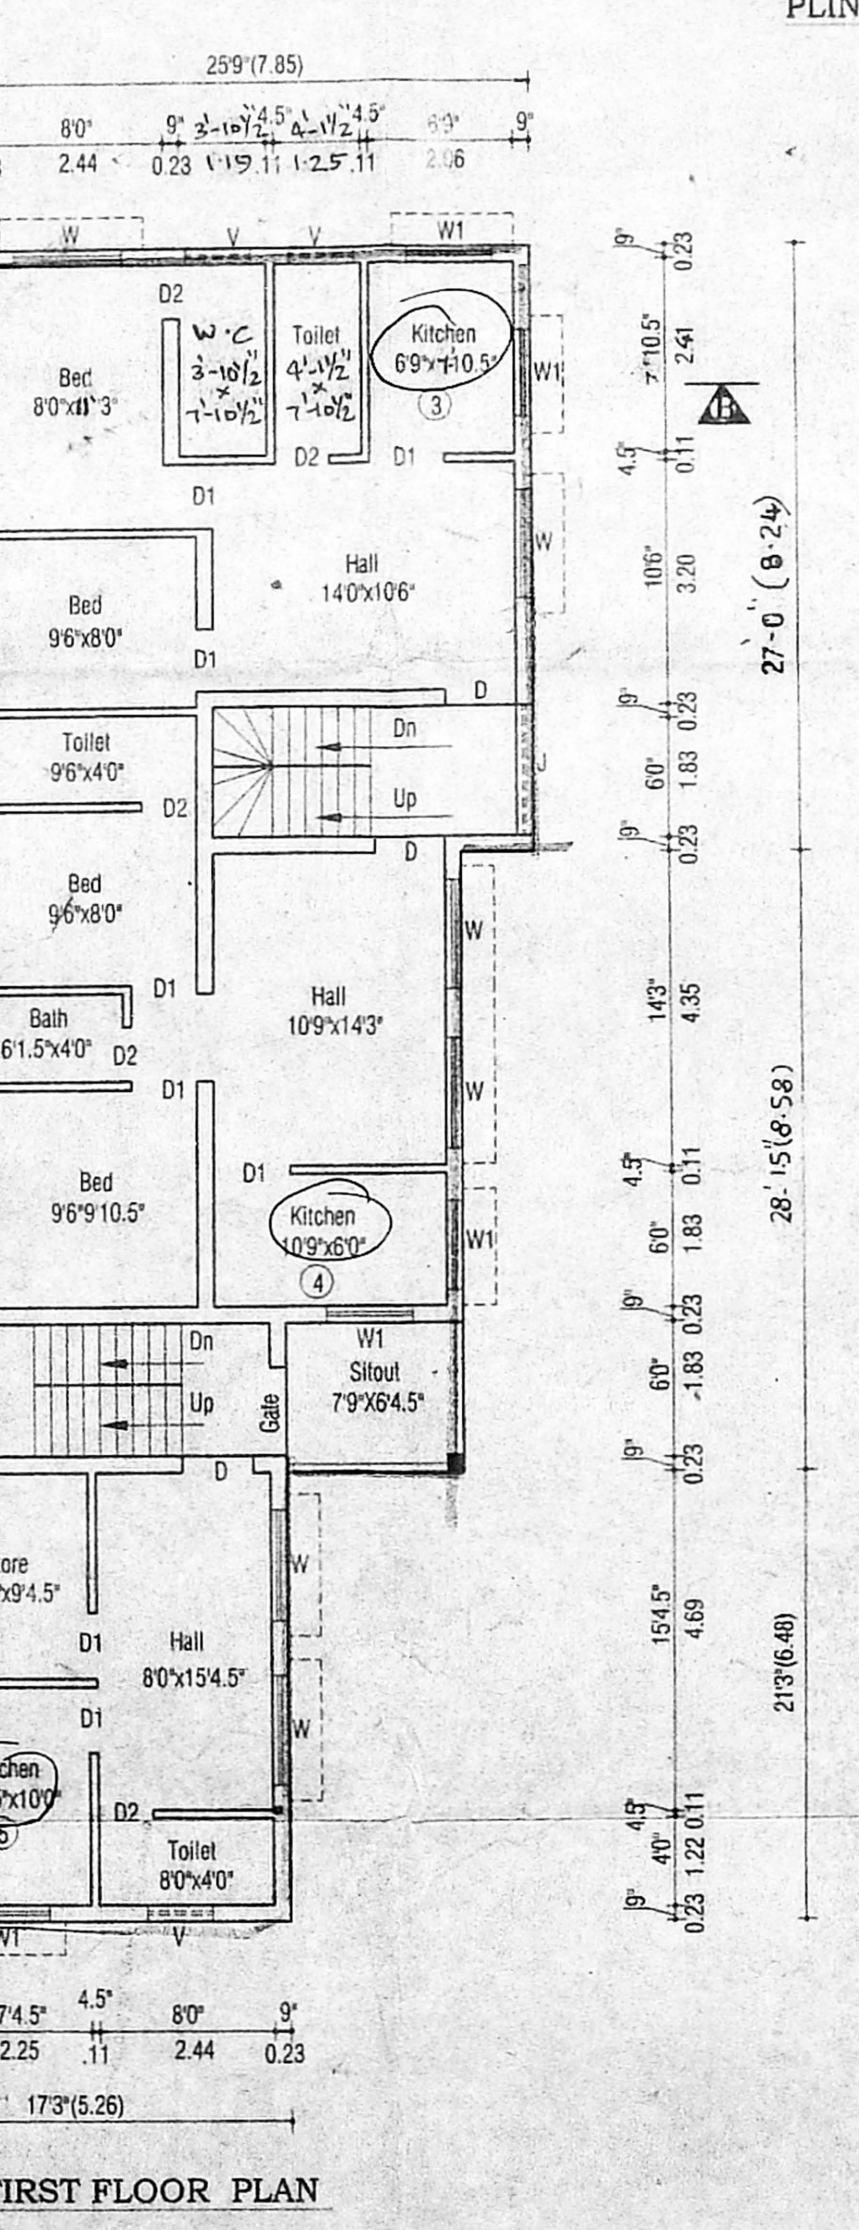 PLIN
25'9"(7.85)
8'0" 9" 3'-10½" 4.5" 4'-1½" 4.5" 6'9" 9"
2.44 0.23 1.19 .11 1.25 .11 2.06
W V V W1
9" 0.23
D2
W.C Toilet Kitchen
Bed 3'-10½" 4'-1½" 6'9"x7'10.5"
8'0"x11'3" x x
7'-10½" 7'-10½" 3
W1
7'10.5" 2.41
B
D2 D1
4.5" 0.11
D1
W
Hall
14'0"x10'6"
10'6" 3.20
27'-0" (8.24)
Bed
9'6"x8'0"
D1
D
9" 0.23
Toilet
9'6"x4'0"
Dn
J
6'0" 1.83
Up
D2
D
9" 0.23
Bed
9'6"x8'0"
W
D1
Hall
10'9"x14'3"
14'3" 4.35
Bath
6'1.5"x4'0" D2
W
D1
28'-1.5"(8.58)
D1
4.5" 0.11
Bed
9'6"9'10.5"
Kitchen
10'9"x6'0"
4
W1
6'0" 1.83
9" 0.23
Dn
W1
Sitout
7'9"X6'4.5"
6'0" 1.83
Up
Gate
D
9" 0.23
W
ore
x9'4.5"
D1
Hall
8'0"x15'4.5"
15'4.5" 4.69
21'3"(6.48)
D1
W
chen
"x10'0"
D2
4.5" 0.11
Toilet
8'0"x4'0"
4'0" 1.22
9" 0.23
W1 V
7'4.5" 4.5" 8'0" 9"
2.25 .11 2.44 0.23
17'3"(5.26)
FIRST FLOOR PLAN